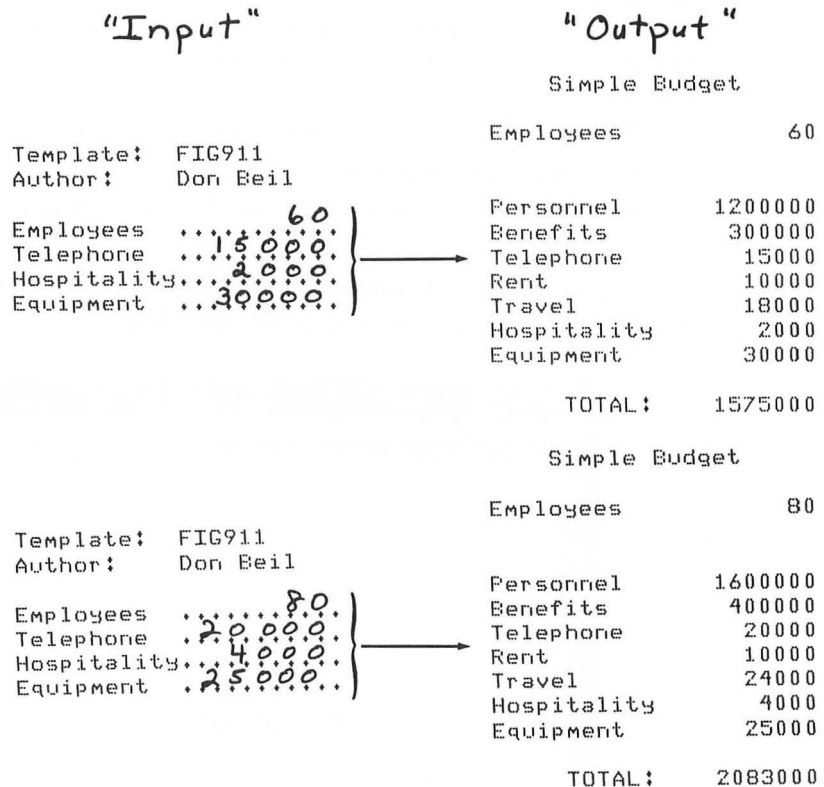 "Input"
"Output"
Simple Budget
Employees 60
Template: FIG911
Author: Don Beil
Employees 60
Telephone 15000
Hospitality 2000
Equipment 30000
Personnel 1200000
Benefits 300000
Telephone 15000
Rent 10000
Travel 18000
Hospitality 2000
Equipment 30000
TOTAL: 1575000
Simple Budget
Employees 80
Template: FIG911
Author: Don Beil
Employees 80
Telephone 20000
Hospitality 4000
Equipment 25000
Personnel 1600000
Benefits 400000
Telephone 20000
Rent 10000
Travel 24000
Hospitality 4000
Equipment 25000
TOTAL: 2083000